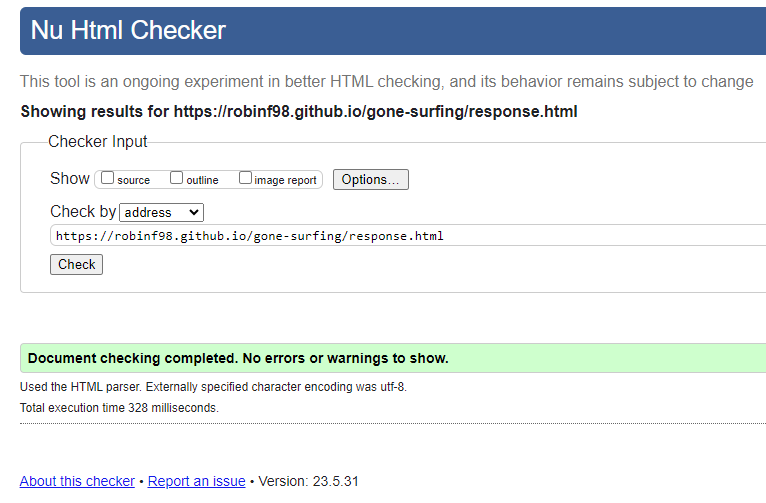 Nu Html Checker
This tool is an ongoing experiment in better HTML checking, and its behavior remains subject to change
Showing results for https://robinf98.github.io/gone-surfing/response.html
Checker Input
Show source outline image report Options...
Check by address
https://robinf98.github.io/gone-surfing/response.html
Check
Document checking completed. No errors or warnings to show.
Used the HTML parser. Externally specified character encoding was utf-8.
Total execution time 328 milliseconds.
About this checker • Report an issue • Version: 23.5.31